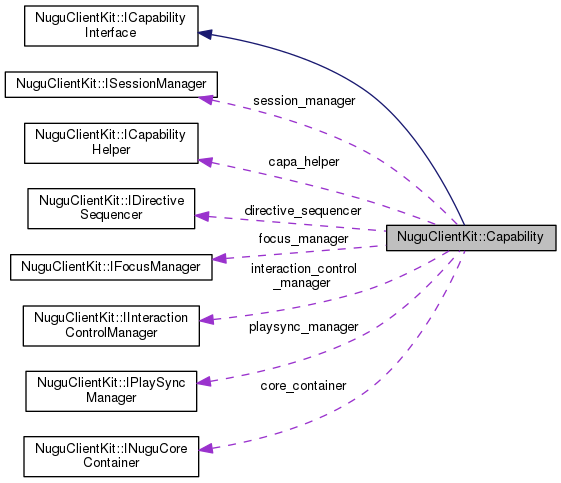 NuguClientKit::ICapability
Interface
NuguClientKit::ISessionManager
session_manager
NuguClientKit::ICapability
Helper
capa_helper
NuguClientKit::IDirective
Sequencer
directive_sequencer
NuguClientKit::Capability
focus_manager
NuguClientKit::IFocusManager
interaction_control
_manager
NuguClientKit::IInteraction
ControlManager
playsync_manager
NuguClientKit::IPlaySync
Manager
core_container
NuguClientKit::INuguCore
Container